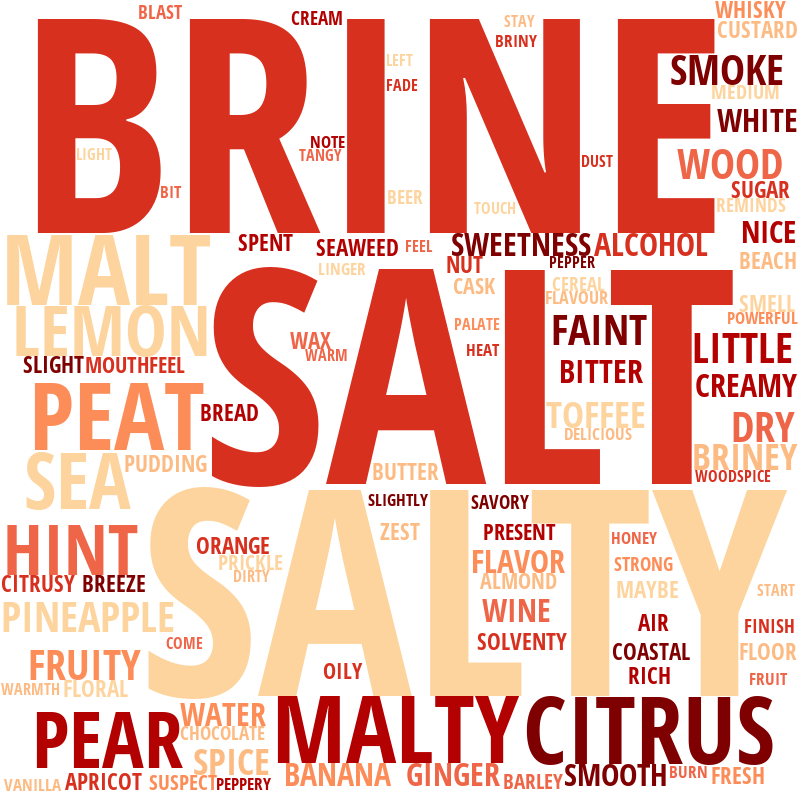 BLAST
CREAM
STAY
WHISKY
CUSTARD
BRINE
BRINY
LEFT
FADE
SMOKE
MEDIUM
WHITE
NOTE
TANGY
LIGHT
DUST
WOOD
BIT
BEER
TOUCH
SUGAR
REMINDS
MALT
SPENT
SEAWEED
FEEL
SWEETNESS
ALCOHOL
NICE
LINGER
NUT
PEPPER
BEACH
SALT
CASK
CEREAL
FLAVOUR
SMELL
POWERFUL
LEMON
PALATE
FAINT
WAX
WARM
HEAT
LITTLE
SLIGHT
MOUTHFEEL
BITTER
CREAMY
PEAT
BREAD
TOFFEE
DELICIOUS
DRY
BRINEY
SEA
PUDDING
BUTTER
WOODSPICE
SALTY
SLIGHTLY
SAVORY
HINT
ORANGE
ZEST
PRESENT
HONEY
PRICKLE
DIRTY
FLAVOR
STRONG
CITRUSY
BREEZE
ALMOND
MAYBE
START
PINEAPPLE
WINE
AIR
FINISH
COME
SOLVENTY
COASTAL
FLOOR
FRUITY
OILY
RICH
FRUIT
WARMTH
FLORAL
PEAR
WATER
CHOCOLATE
MALTY
CITRUS
SPICE
BANANA
GINGER
BARLEY
SMOOTH
BURN
FRESH
VANILLA
APRICOT
SUSPECT
PEPPERY